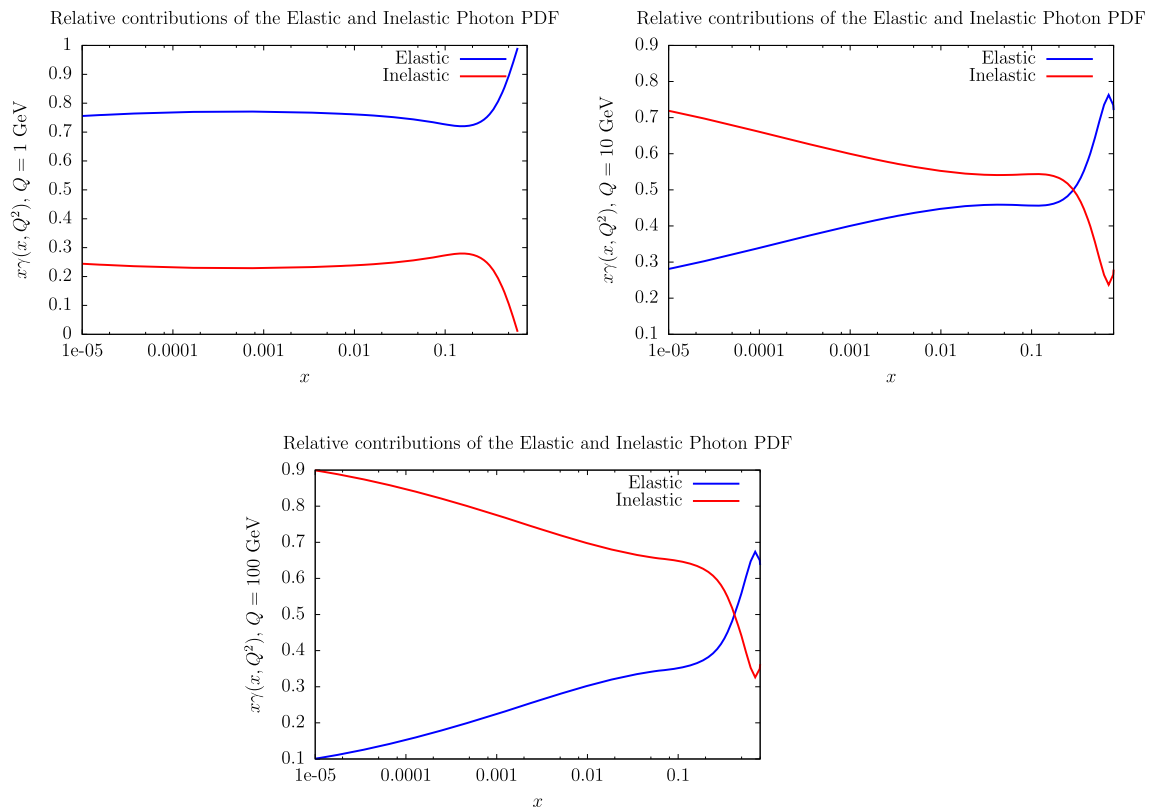 Relative contributions of the Elastic and Inelastic Photon PDF
1
0.9
0.8
0.7
0.6
0.5
0.4
0.3
0.2
0.1
0
xγ(x, Q²), Q = 1 GeV
Elastic
Inelastic
1e-05 0.0001 0.001 0.01 0.1
x
Relative contributions of the Elastic and Inelastic Photon PDF
0.9
0.8
0.7
0.6
0.5
0.4
0.3
0.2
0.1
xγ(x, Q²), Q = 10 GeV
Elastic
Inelastic
1e-05 0.0001 0.001 0.01 0.1
x
Relative contributions of the Elastic and Inelastic Photon PDF
0.9
0.8
0.7
0.6
0.5
0.4
0.3
0.2
0.1
xγ(x, Q²), Q = 100 GeV
Elastic
Inelastic
1e-05 0.0001 0.001 0.01 0.1
x